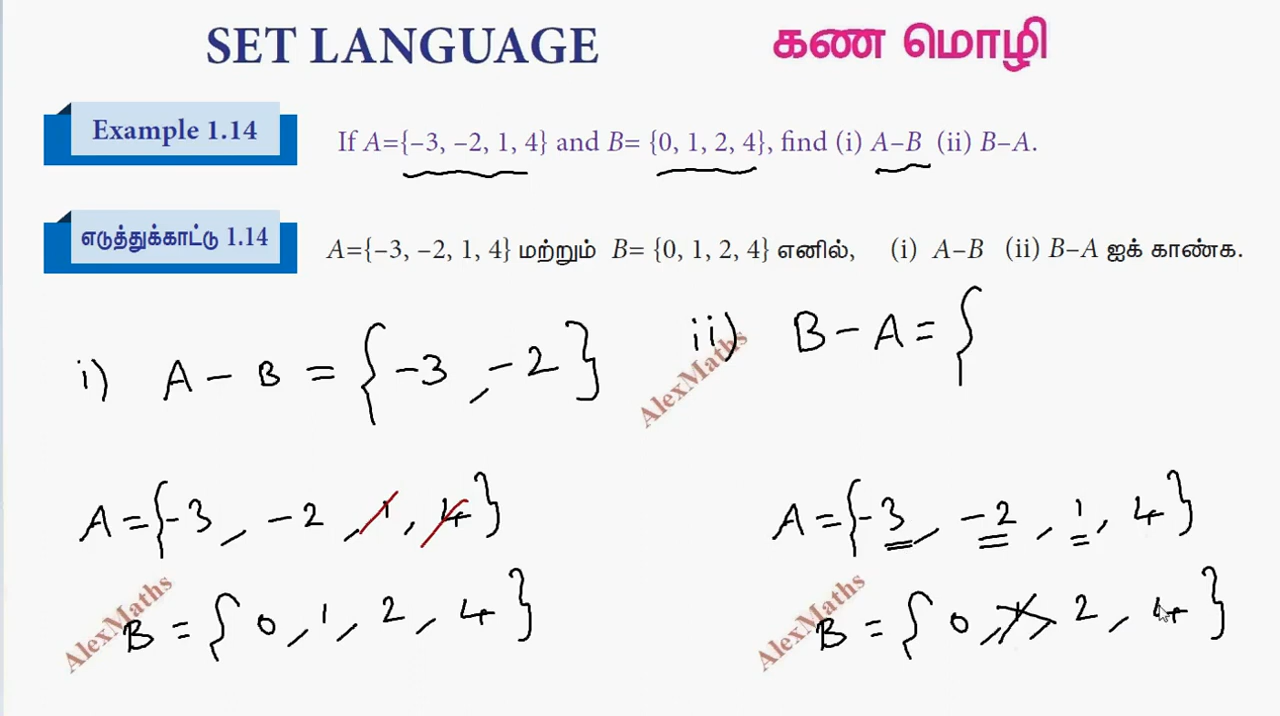 SET LANGUAGE கண மொழி
Example 1.14 If A={–3, –2, 1, 4} and B= {0, 1, 2, 4}, find (i) A–B (ii) B–A.
எடுத்துக்காட்டு 1.14 A={–3, –2, 1, 4} மற்றும் B= {0, 1, 2, 4} எனில், (i) A–B (ii) B–A ஐக் காண்க.
i) A - B = {-3, -2}
ii) B - A = {
AlexMaths
A = {-3, -2, 1, 4}
A = {-3, -2, 1, 4}
B = {0, 1, 2, 4}
AlexMaths
B = {0, 1, 2, 4}
AlexMaths